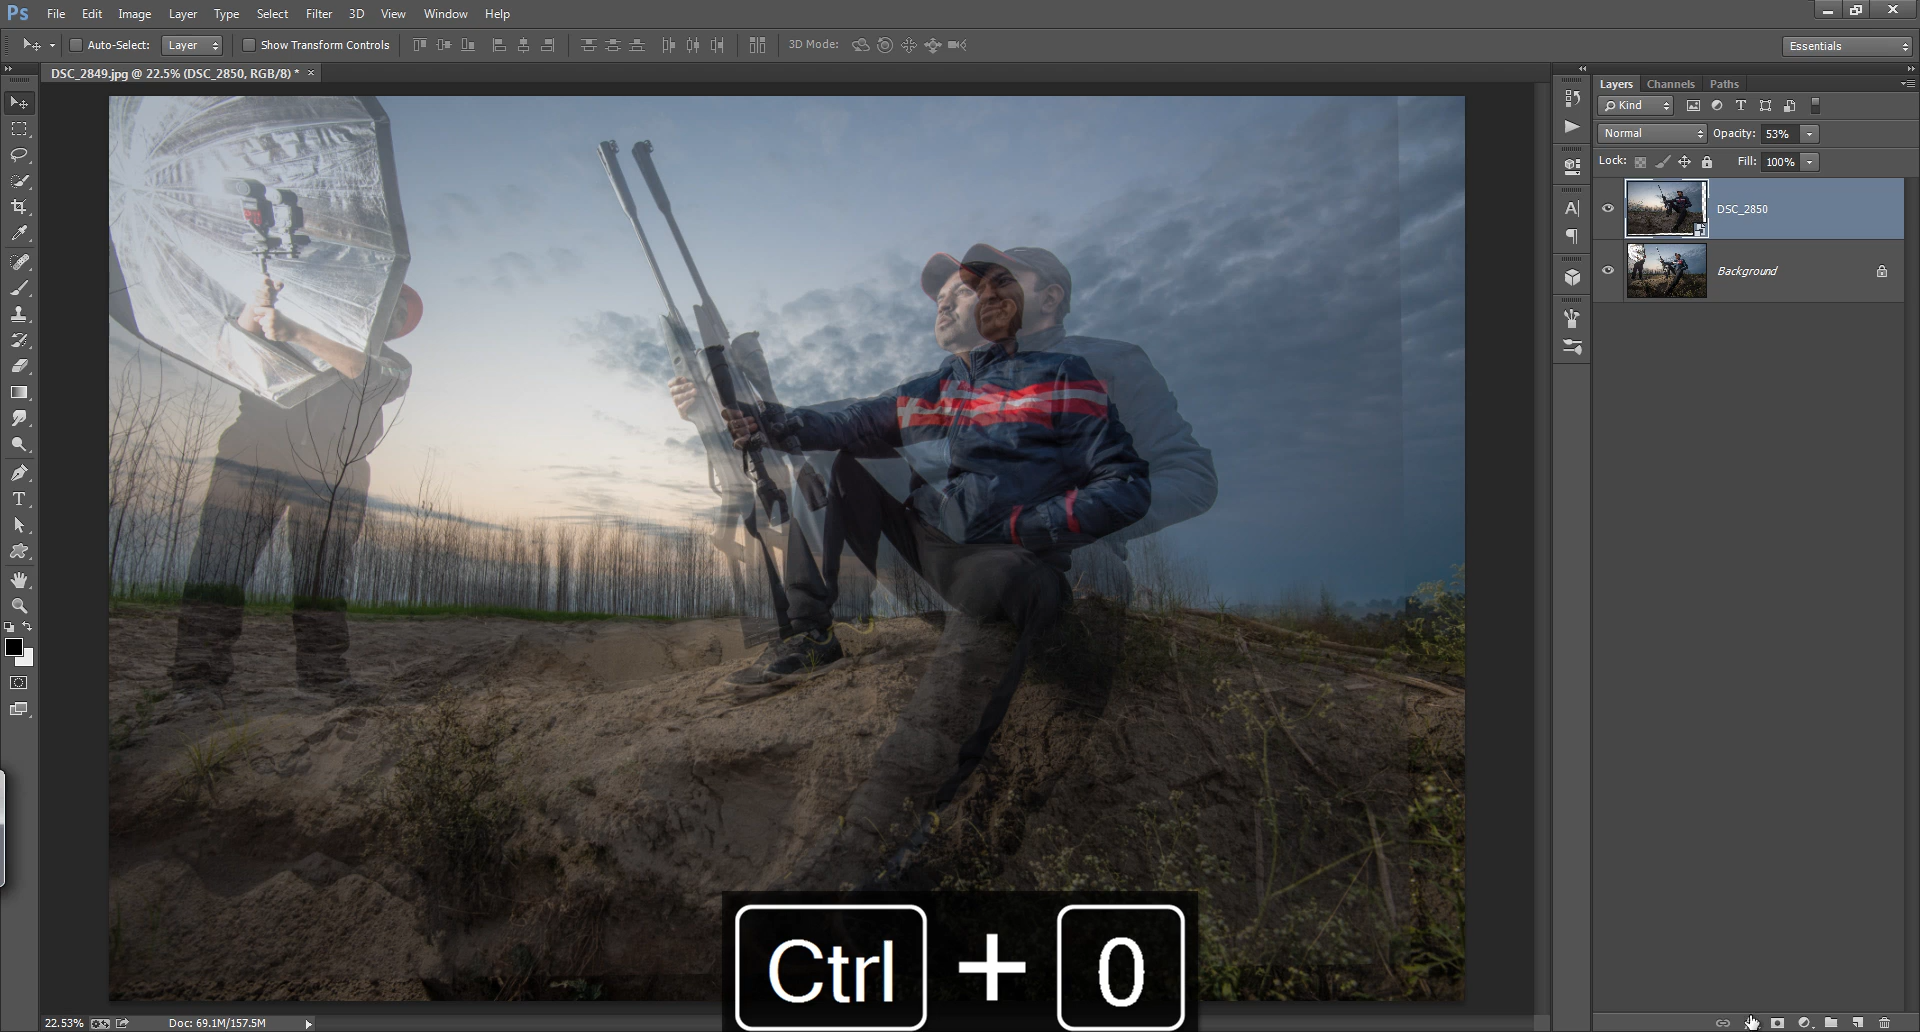 Ps File Edit Image Layer Type Select Filter 3D View Window Help
Auto-Select: Layer Show Transform Controls 3D Mode: Essentials
DSC_2849.jpg @ 22.5% (DSC_2850, RGB/8) * ×
Layers Channels Paths
Kind
Normal Opacity: 53%
Lock: Fill: 100%
DSC_2850
Background
Ctrl + 0
22.53% Doc: 69.1M/157.5M